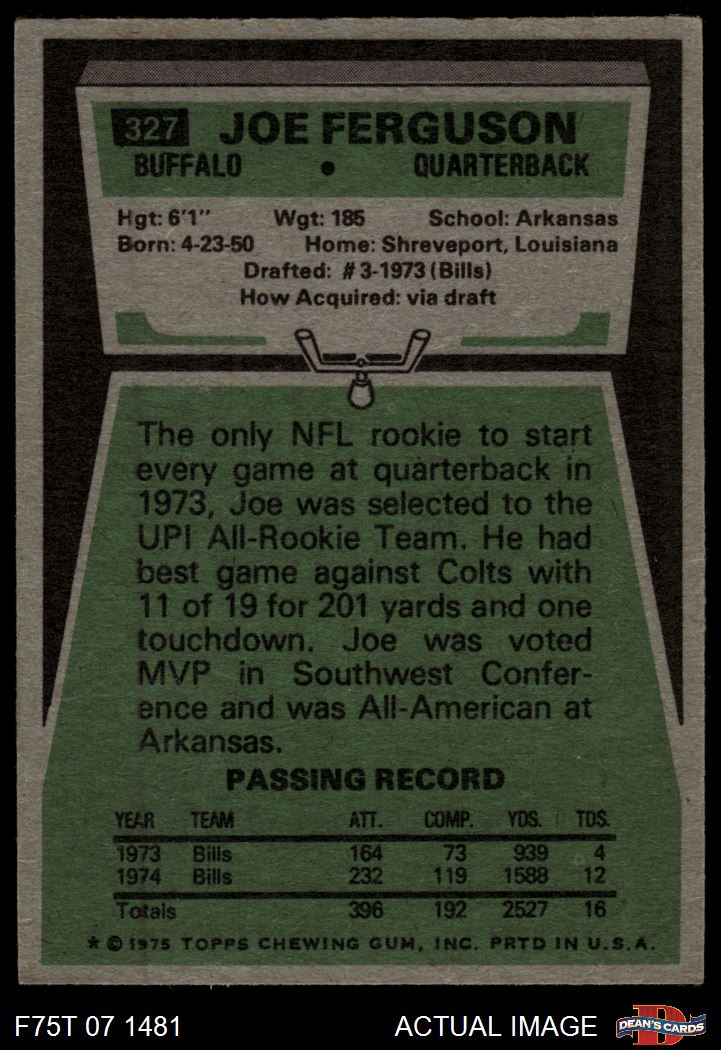 327 JOE FERGUSON
BUFFALO • QUARTERBACK
Hgt: 6'1" Wgt: 185 School: Arkansas
Born: 4-23-50 Home: Shreveport, Louisiana
Drafted: #3-1973 (Bills)
How Acquired: via draft
The only NFL rookie to start
every game at quarterback in
1973, Joe was selected to the
UPI All-Rookie Team. He had
best game against Colts with
11 of 19 for 201 yards and one
touchdown. Joe was voted
MVP in Southwest Confer-
ence and was All-American at
Arkansas.
PASSING RECORD
YEAR TEAM ATT. COMP. YDS. TDS.
1973 Bills 164 73 939 4
1974 Bills 232 119 1588 12
Totals 396 192 2527 16
* © 1975 TOPPS CHEWING GUM, INC. PRTD IN U.S.A.
F75T 07 1481 ACTUAL IMAGE D DEAN'S CARDS